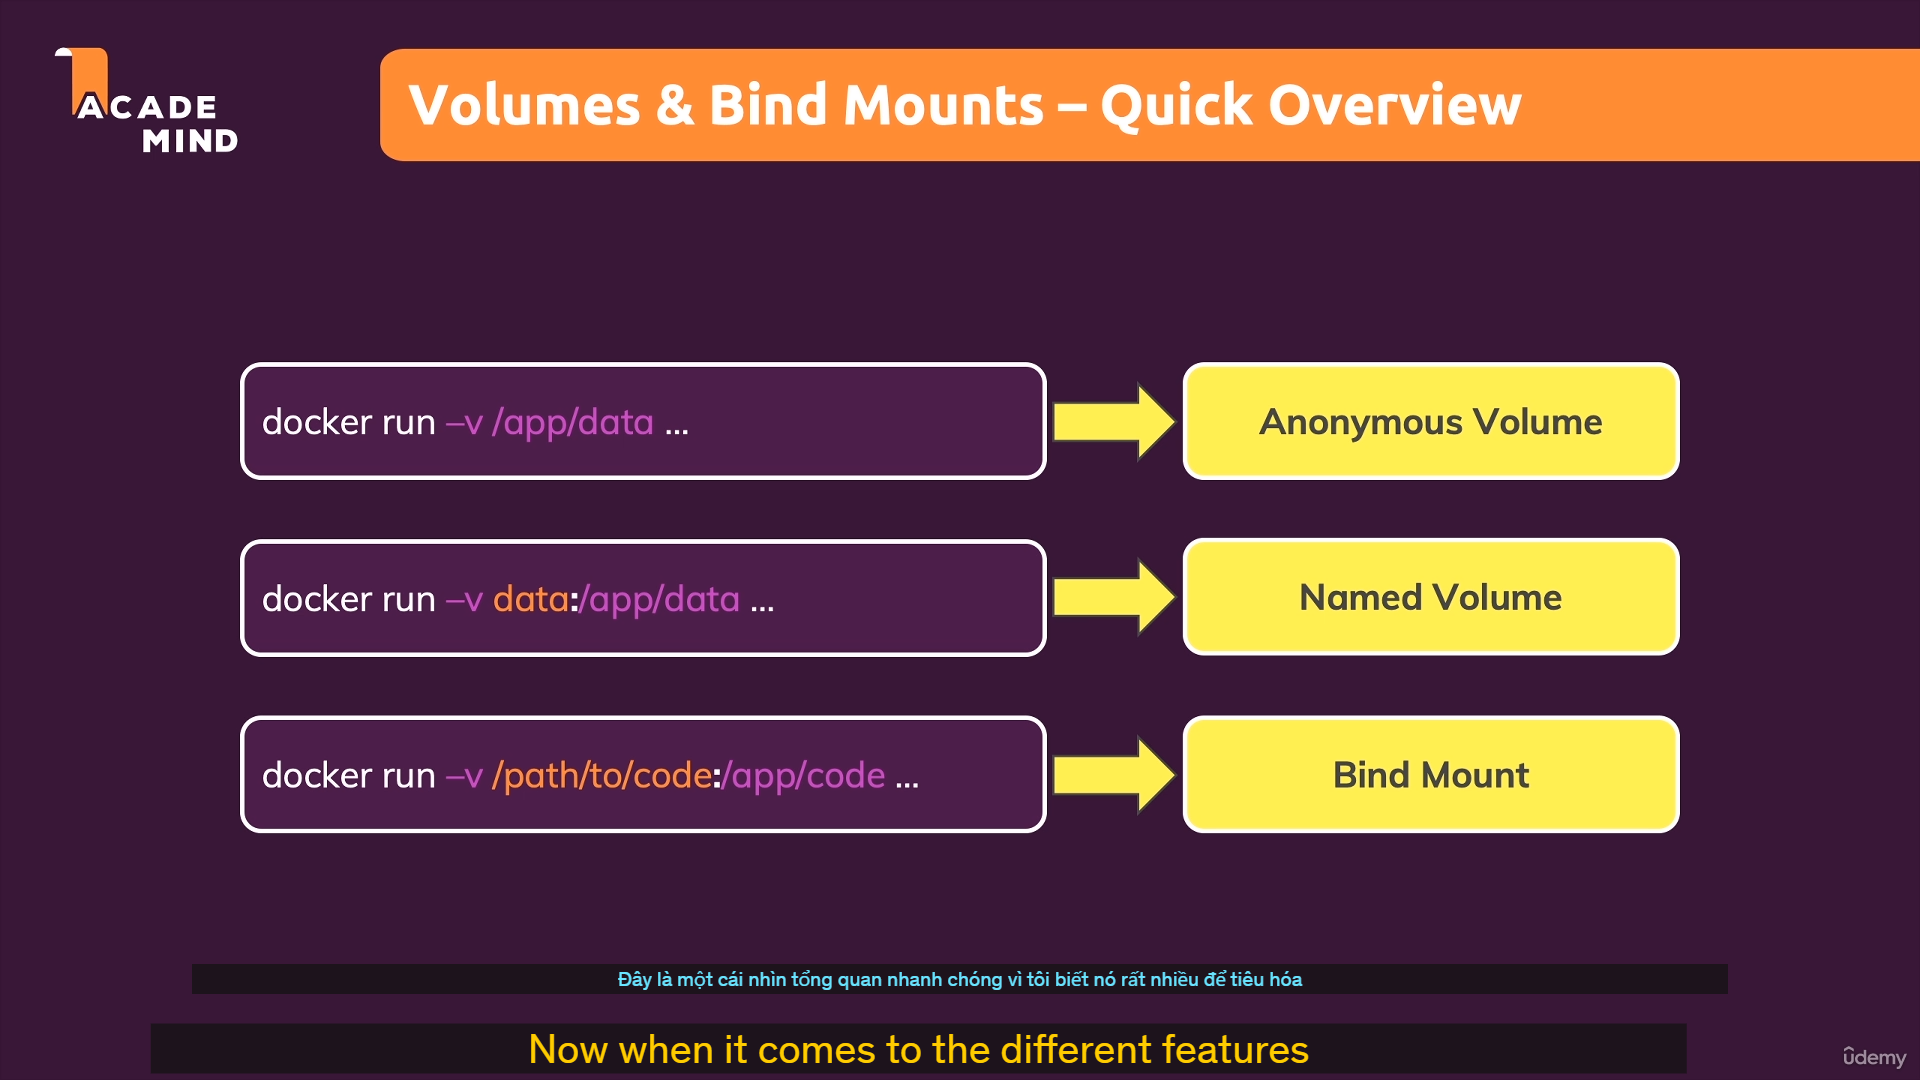 ACADE
MIND
Volumes & Bind Mounts – Quick Overview
docker run –v /app/data ...
Anonymous Volume
docker run –v data:/app/data ...
Named Volume
docker run –v /path/to/code:/app/code ...
Bind Mount
Đây là một cái nhìn tổng quan nhanh chóng vì tôi biết nó rất nhiều để tiêu hóa
Now when it comes to the different features
ûdemy